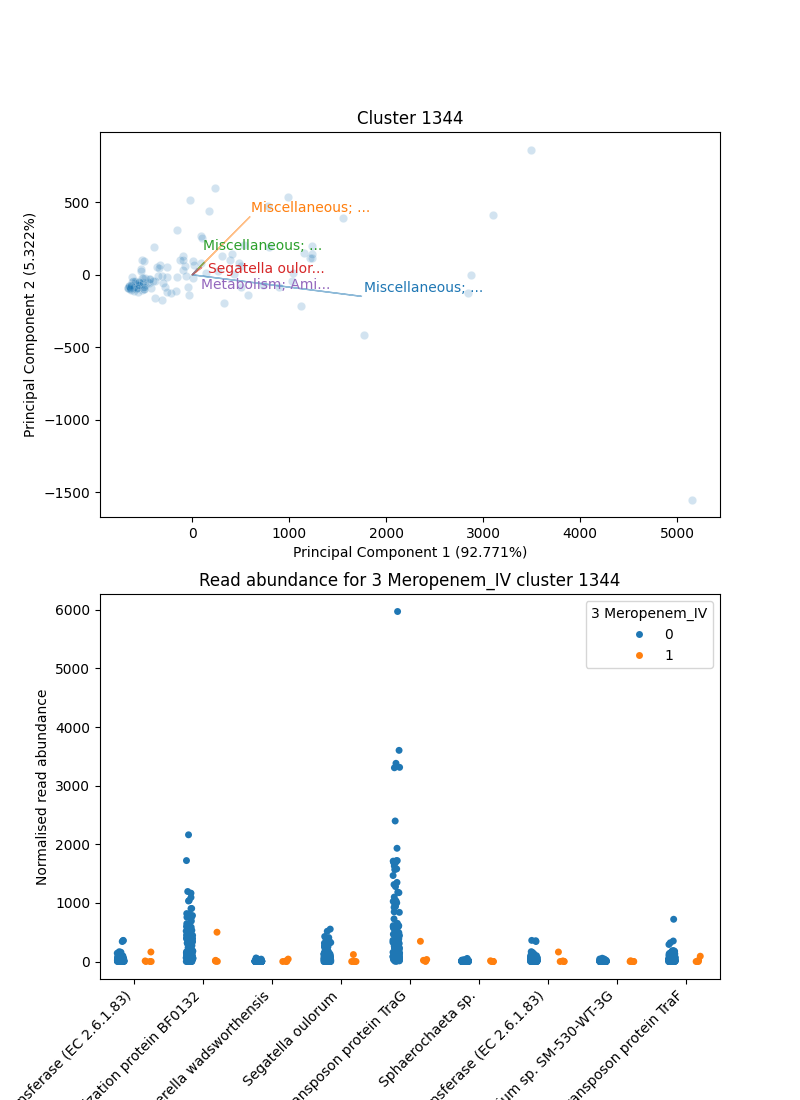 Cluster 1344
Principal Component 2 (5.322%)
500
0
−500
−1000
−1500
Miscellaneous; ...
Miscellaneous; ...
Segatella oulor...
Metabolism; Ami...
Miscellaneous; ...
0
1000
2000
3000
4000
5000
Principal Component 1 (92.771%)
Read abundance for 3 Meropenem_IV cluster 1344
Normalised read abundance
6000
5000
4000
3000
2000
1000
0
3 Meropenem_IV
0
1
nsferase (EC 2.6.1.83)
ization protein BF0132
erella wadsworthensis
Segatella oulorum
ansposon protein TraG
Sphaerochaeta sp.
nsferase (EC 2.6.1.83)
ium sp. SM-530-WT-3G
ansposon protein TraF